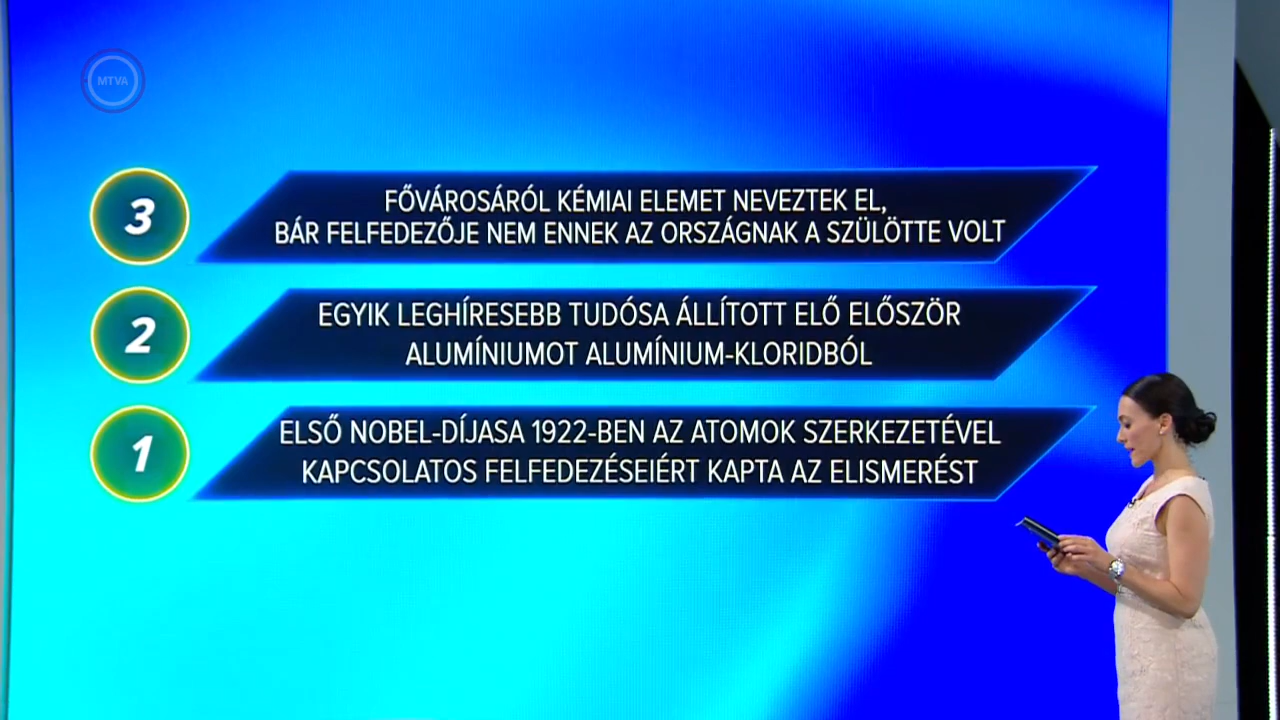 MTVA
3
FŐVÁROSÁRÓL KÉMIAI ELEMET NEVEZTEK EL,
BÁR FELFEDEZŐJE NEM ENNEK AZ ORSZÁGNAK A SZÜLÖTTE VOLT
2
EGYIK LEGHÍRESEBB TUDÓSA ÁLLÍTOTT ELŐ ELŐSZÖR
ALUMÍNIUMOT ALUMÍNIUM-KLORIDBÓL
1
ELSŐ NOBEL-DÍJASA 1922-BEN AZ ATOMOK SZERKEZETÉVEL
KAPCSOLATOS FELFEDEZÉSEIÉRT KAPTA AZ ELISMERÉST